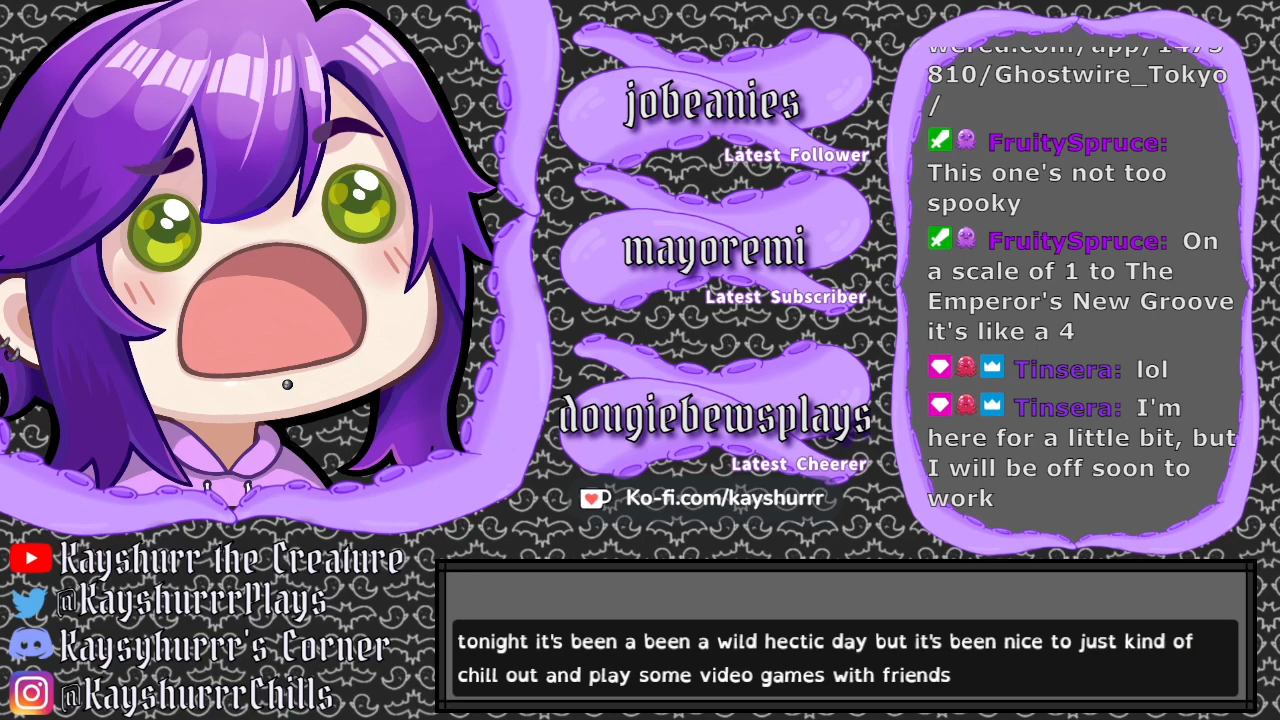 jobeanies
Latest Follower
mayoremi
Latest Subscriber
dougiebewsplays
Latest Cheerer
Ko-fi.com/kayshurrr
810/Ghostwire_Tokyo
/
FruitySpruce:
This one's not too
spooky
FruitySpruce: On
a scale of 1 to The
Emperor's New Groove
it's like a 4
Tinsera: lol
Tinsera: I'm
here for a little bit, but
I will be off soon to
work
Kayshurr the Creature
@KayshurrrPlays
Kaysyhurrr's Corner
@KayshurrrChills
tonight it's been a been a wild hectic day but it's been nice to just kind of
chill out and play some video games with friends